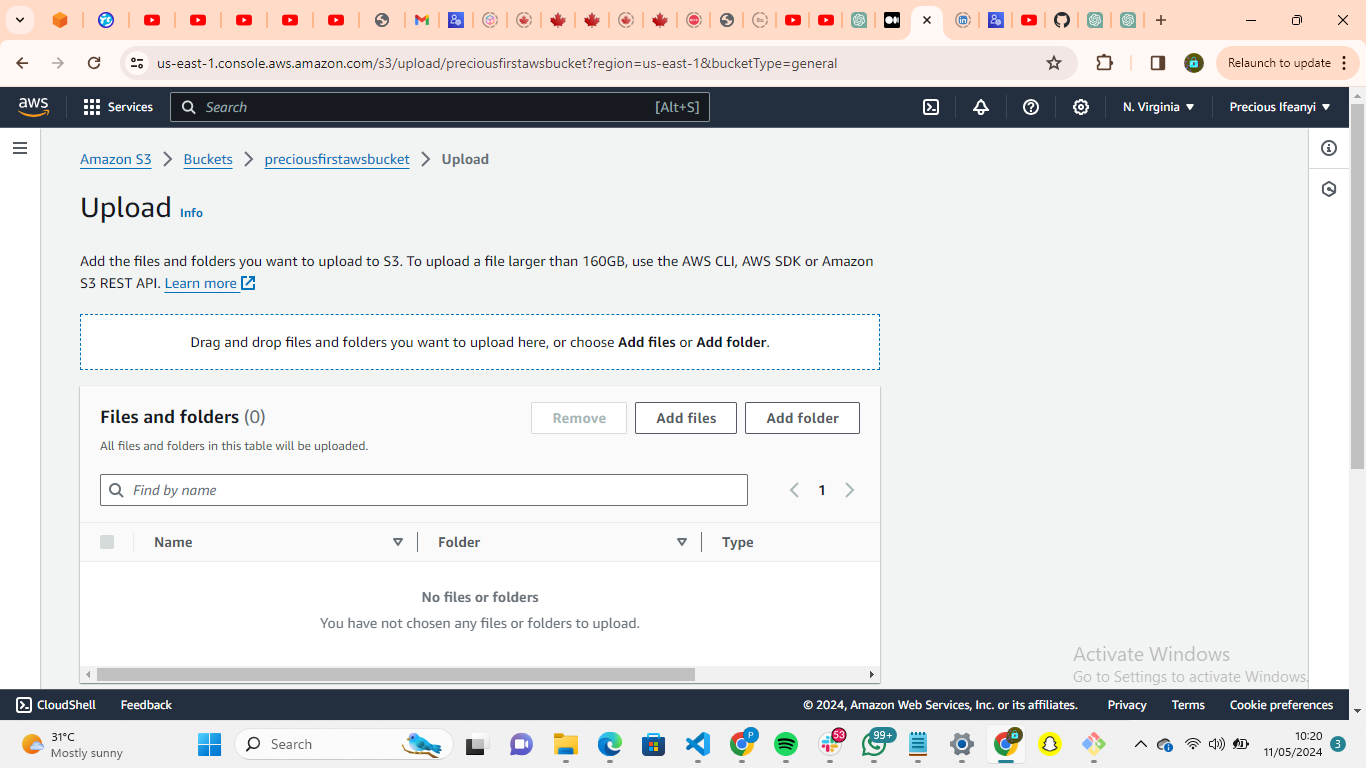 us-east-1.console.aws.amazon.com/s3/upload/preciousfirstawsbucket?region=us-east-1&bucketType=general
Relaunch to update
aws
Services
Search
[Alt+S]
N. Virginia
Precious Ifeanyi
Amazon S3
Buckets
preciousfirstawsbucket
Upload
Upload
Info
Add the files and folders you want to upload to S3. To upload a file larger than 160GB, use the AWS CLI, AWS SDK or Amazon
S3 REST API. Learn more
Drag and drop files and folders you want to upload here, or choose Add files or Add folder.
Files and folders (0)
Remove
Add files
Add folder
All files and folders in this table will be uploaded.
Find by name
1
Name
Folder
Type
No files or folders
You have not chosen any files or folders to upload.
Activate Windows
Go to Settings to activate Windows.
CloudShell
Feedback
© 2024, Amazon Web Services, Inc. or its affiliates.
Privacy
Terms
Cookie preferences
31°C
Mostly sunny
Search
P
53
99+
10:20
11/05/2024
3